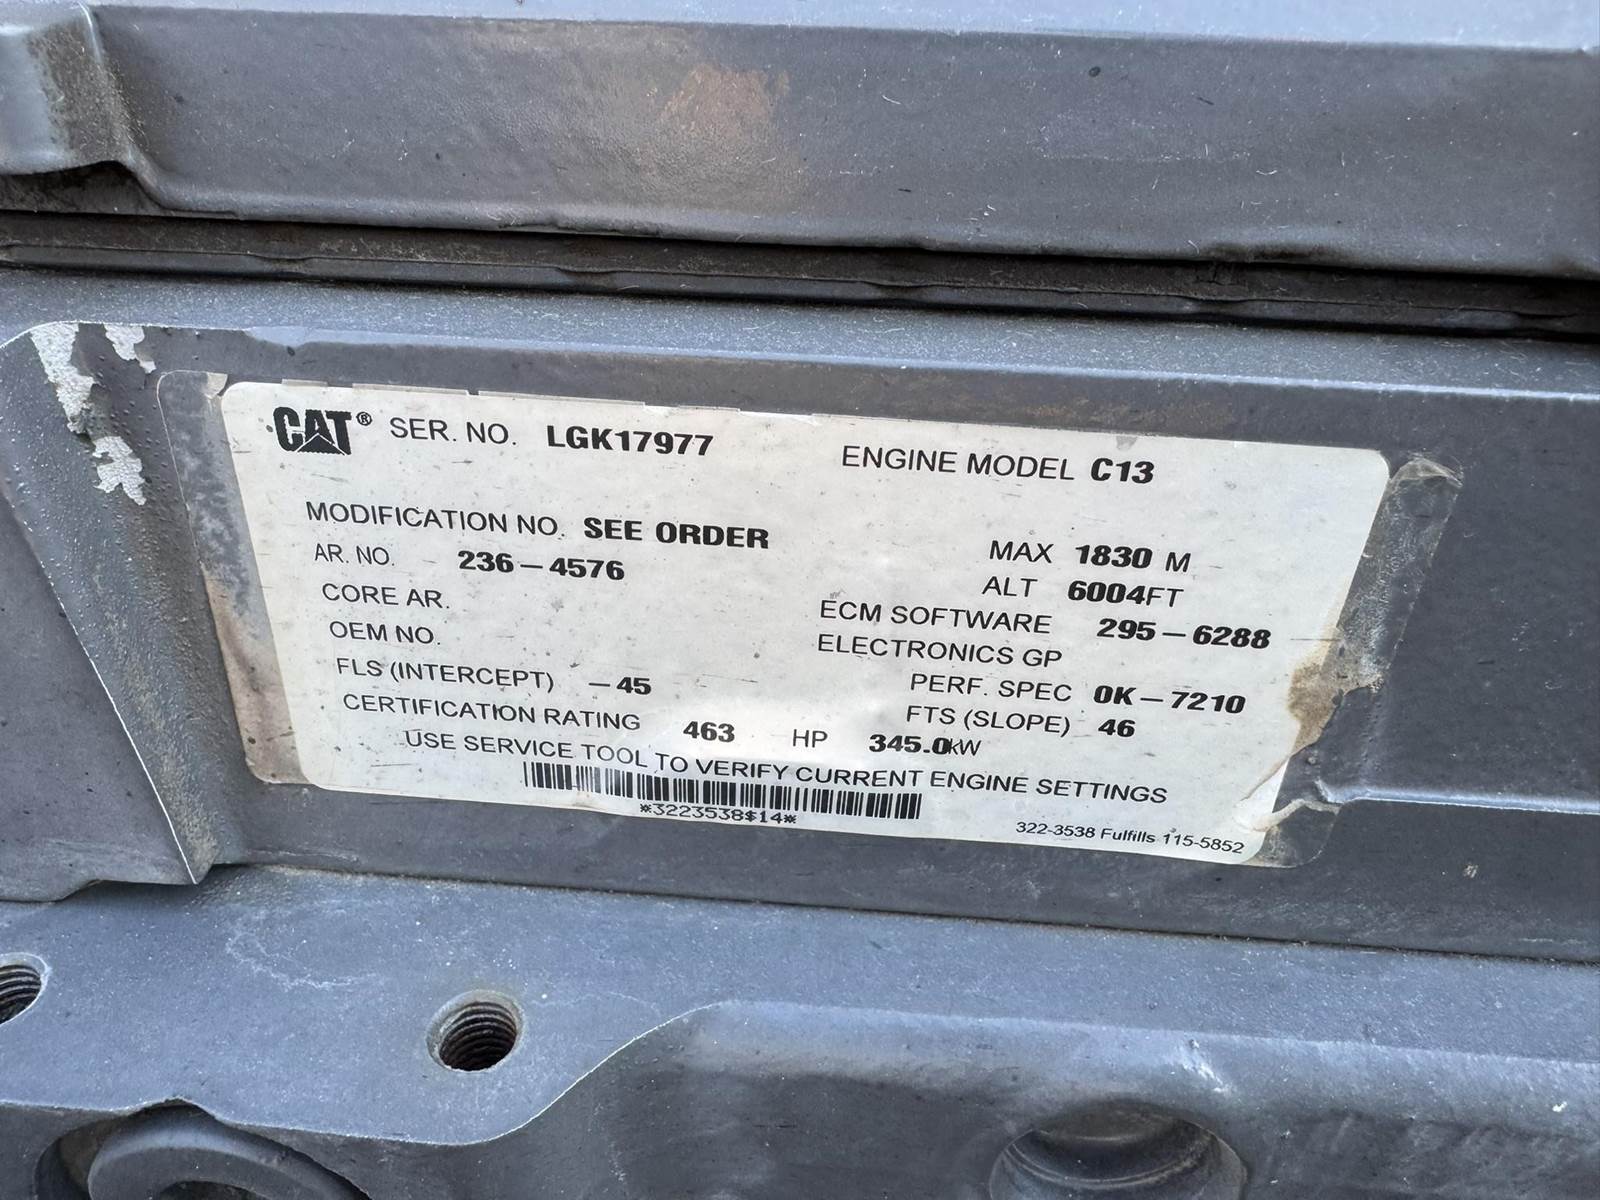 CAT® SER. NO. LGK17977 ENGINE MODEL C13
MODIFICATION NO. SEE ORDER MAX 1830 M
AR. NO. 236-4576 ALT 6004FT
CORE AR. ECM SOFTWARE 295-6288
OEM NO. ELECTRONICS GP
FLS (INTERCEPT) -45 PERF. SPEC 0K-7210
CERTIFICATION RATING 463 HP 345.0kW FTS (SLOPE) 46
USE SERVICE TOOL TO VERIFY CURRENT ENGINE SETTINGS
*3223538$14*
322-3538 Fulfills 115-5852